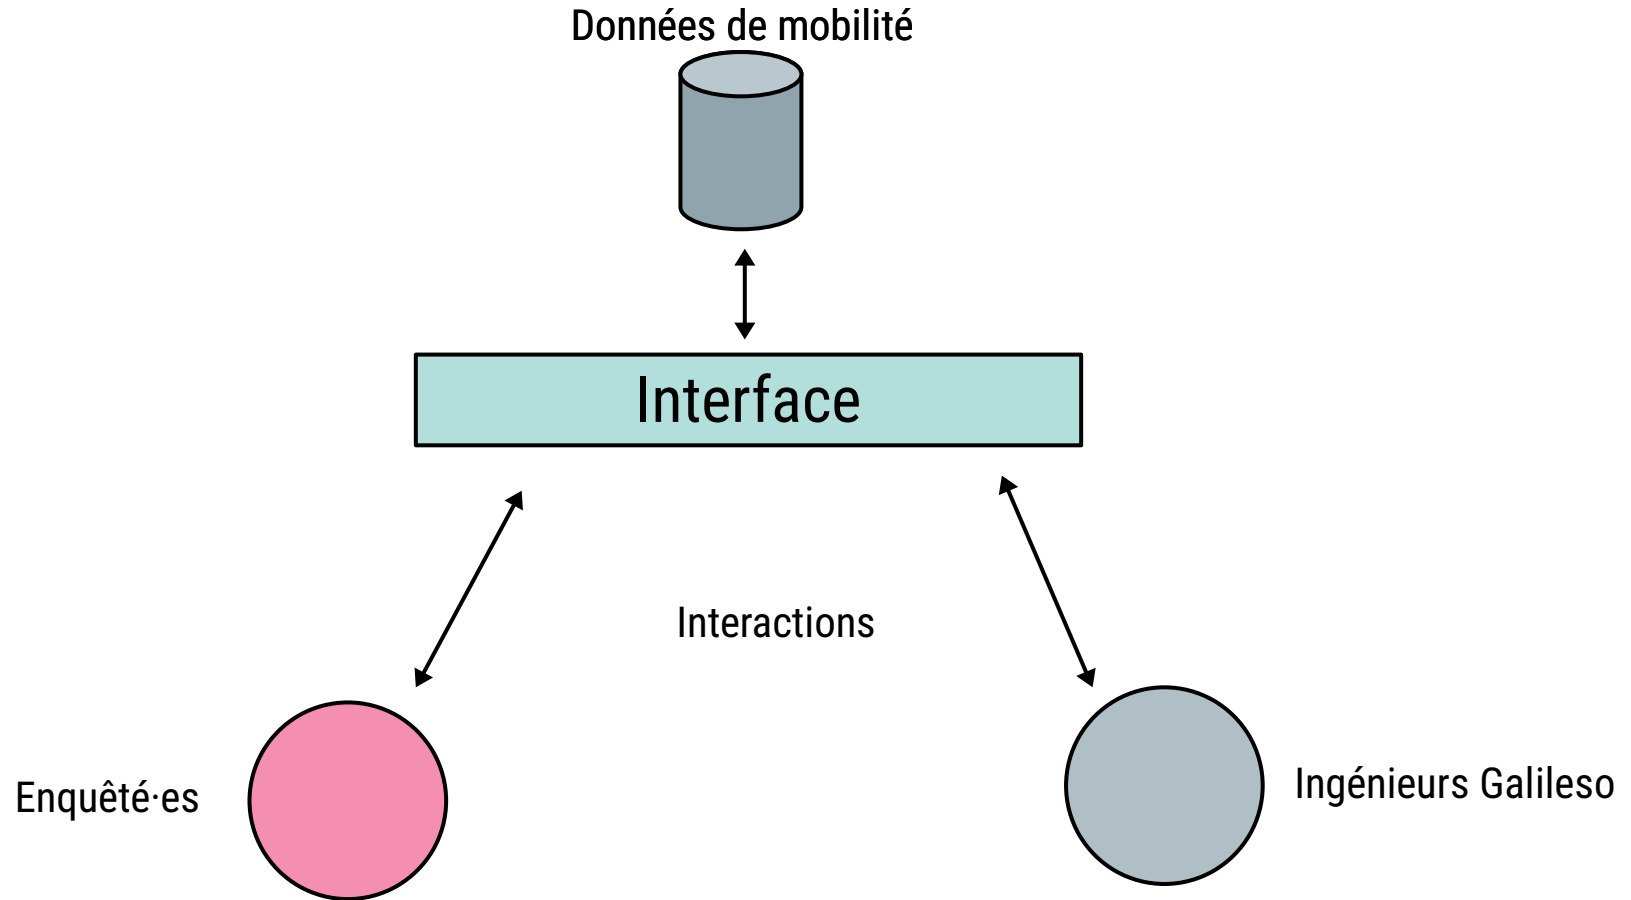 Données de mobilité
Interface
Interactions
Enquêté·es
Ingénieurs Galileso